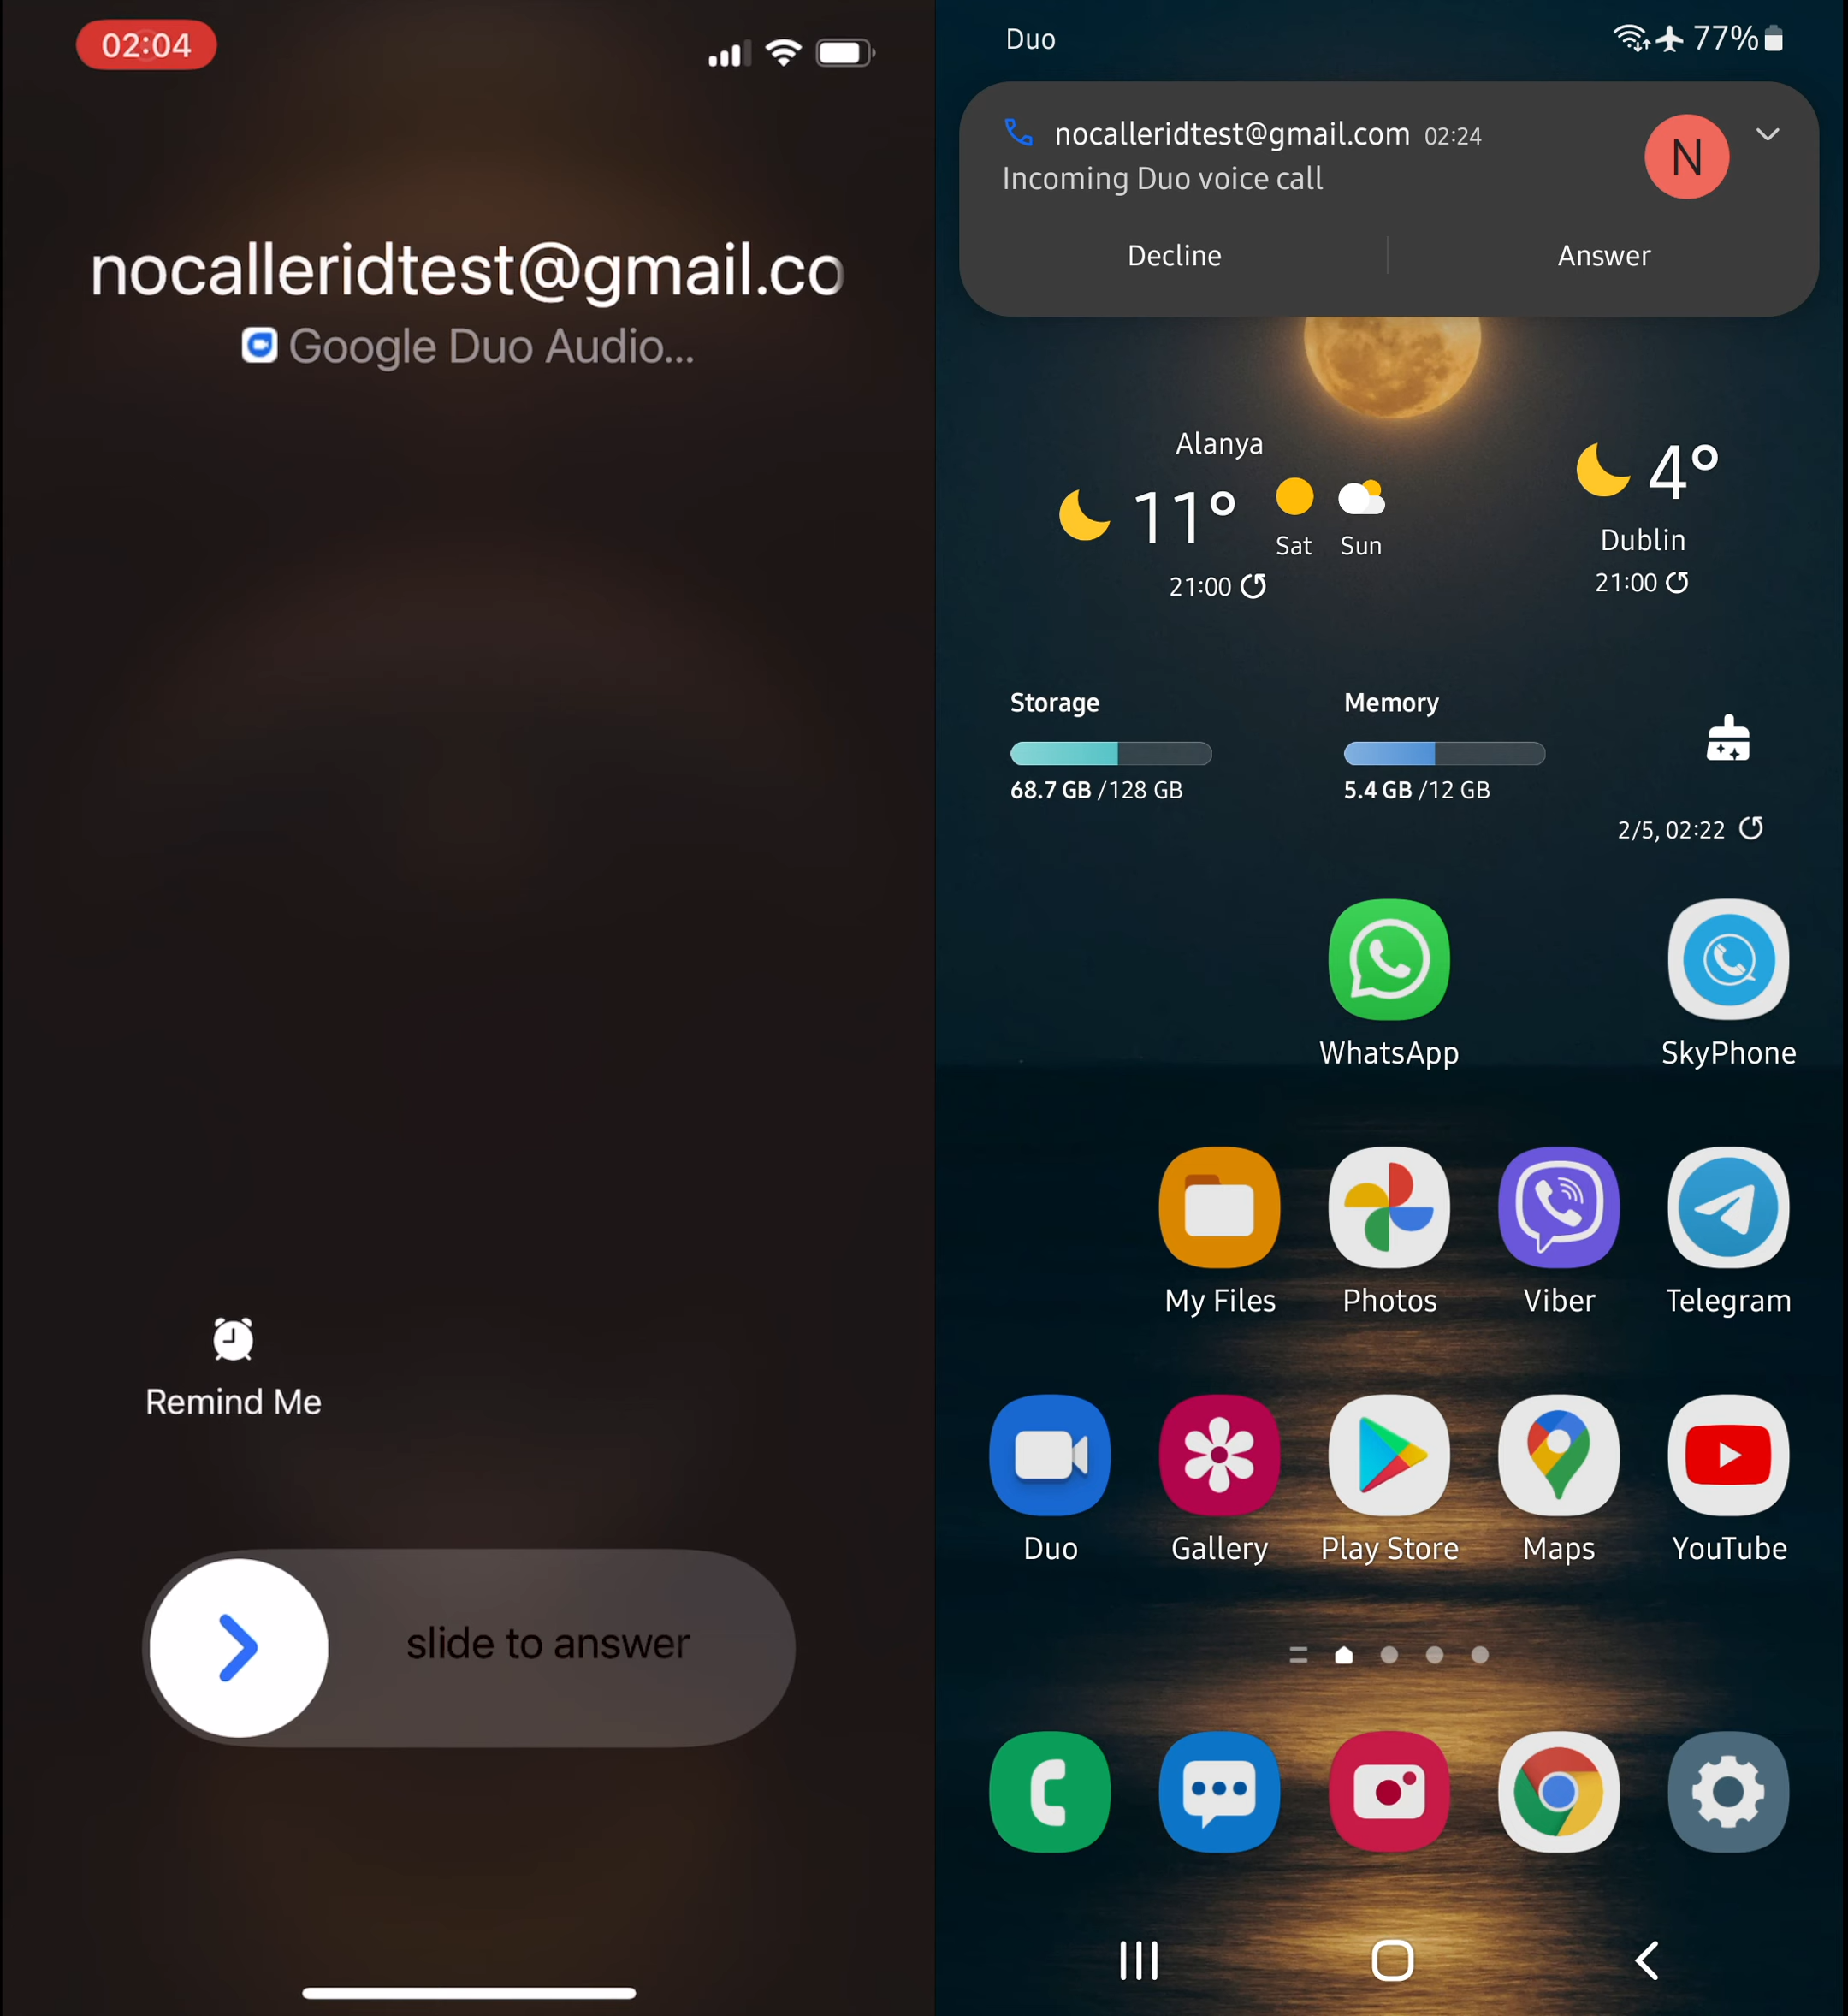 02:04
nocalleridtest@gmail.co
Google Duo Audio...
Remind Me
slide to answer
Duo
77%
nocalleridtest@gmail.com 02:24
Incoming Duo voice call
N
Decline
Answer
Alanya
11°
Sat
Sun
21:00
4°
Dublin
21:00
Storage
68.7 GB /128 GB
Memory
5.4 GB /12 GB
2/5, 02:22
WhatsApp
SkyPhone
My Files
Photos
Viber
Telegram
Duo
Gallery
Play Store
Maps
YouTube